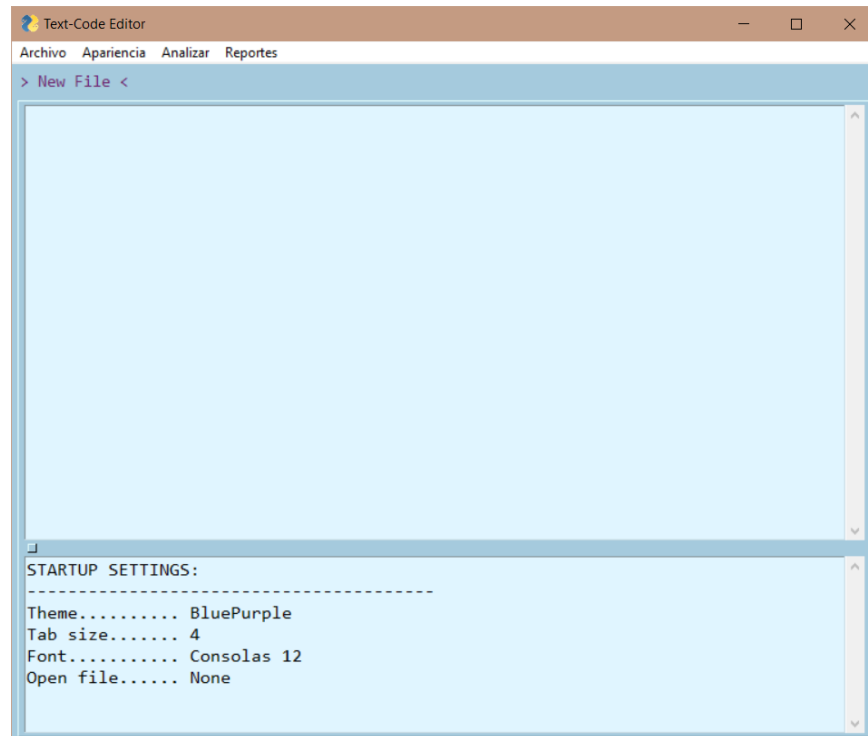 Text-Code Editor
Archivo Apariencia Analizar Reportes
> New File <
STARTUP SETTINGS:
----------------------------------------
Theme.......... BluePurple
Tab size....... 4
Font........... Consolas 12
Open file...... None